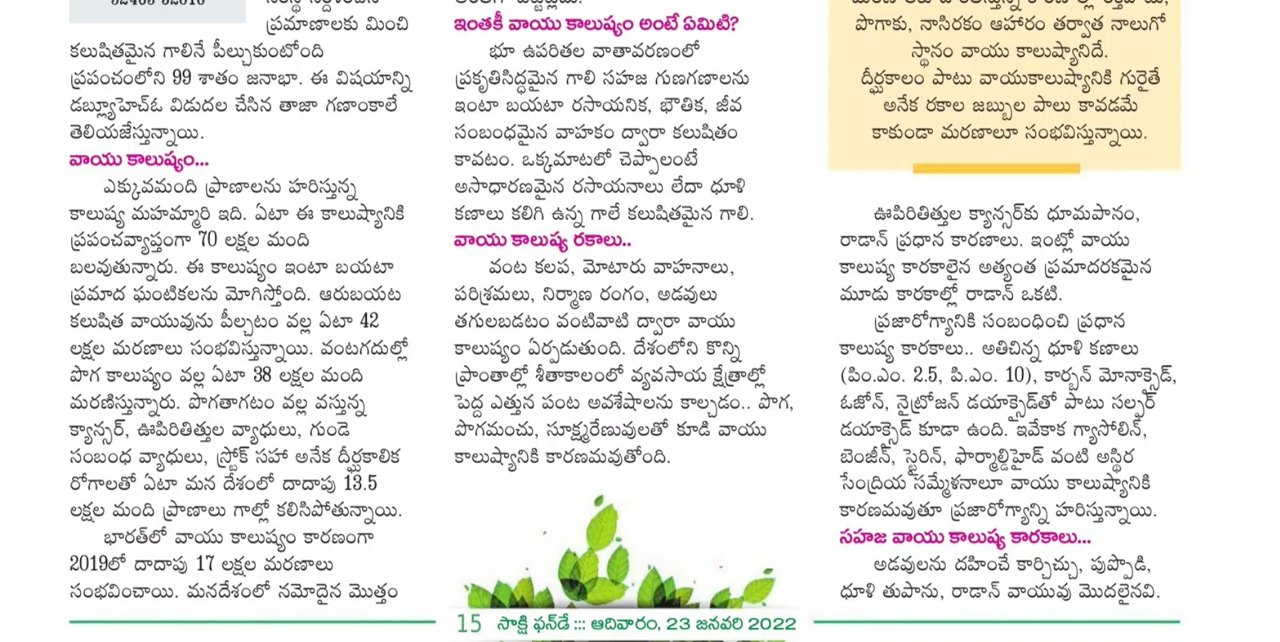 ప్రమాణాలకు మించి
కలుషితమైన గాలినే పీల్చుకుంటోంది
ప్రపంచంలోని 99 శాతం జనాభా. ఈ విషయాన్ని
డబ్ల్యూహెచ్ఓ విడుదల చేసిన తాజా గణాంకాలే
తెలియజేస్తున్నాయి.
వాయు కాలుష్యం...
ఎక్కువమంది ప్రాణాలను హరిస్తున్న
కాలుష్య మహమ్మారి ఇది. ఏటా ఈ కాలుష్యానికి
ప్రపంచవ్యాప్తంగా 70 లక్షల మంది
బలవుతున్నారు. ఈ కాలుష్యం ఇంటా బయటా
ప్రమాద ఘంటికలను మోగిస్తోంది. ఆరుబయట
కలుషిత వాయువును పీల్చటం వల్ల ఏటా 42
లక్షల మరణాలు సంభవిస్తున్నాయి. వంటగదుల్లో
పొగ కాలుష్యం వల్ల ఏటా 38 లక్షల మంది
మరణిస్తున్నారు. పొగతాగటం వల్ల వస్తున్న
క్యాన్సర్, ఊపిరితిత్తుల వ్యాధులు, గుండె
సంబంధ వ్యాధులు, స్ట్రోక్ సహా అనేక దీర్ఘకాలిక
రోగాలతో ఏటా మన దేశంలో దాదాపు 13.5
లక్షల మంది ప్రాణాలు గాల్లో కలిసిపోతున్నాయి.
భారత్‌లో వాయు కాలుష్యం కారణంగా
2019లో దాదాపు 17 లక్షల మరణాలు
సంభవించాయి. మనదేశంలో నమోదైన మొత్తం
ఇంతకీ వాయు కాలుష్యం అంటే ఏమిటి?
భూ ఉపరితల వాతావరణంలో
ప్రకృతిసిద్ధమైన గాలి సహజ గుణగణాలను
ఇంటా బయటా రసాయనిక, భౌతిక, జీవ
సంబంధమైన వాహకం ద్వారా కలుషితం
కావటం. ఒక్కమాటలో చెప్పాలంటే
అసాధారణమైన రసాయనాలు లేదా ధూళి
కణాలు కలిగి ఉన్న గాలే కలుషితమైన గాలి.
వాయు కాలుష్య రకాలు..
వంట కలప, మోటారు వాహనాలు,
పరిశ్రమలు, నిర్మాణ రంగం, అడవులు
తగులబడటం వంటివాటి ద్వారా వాయు
కాలుష్యం ఏర్పడుతుంది. దేశంలోని కొన్ని
ప్రాంతాల్లో శీతాకాలంలో వ్యవసాయ క్షేత్రాల్లో
పెద్ద ఎత్తున పంట అవశేషాలను కాల్చడం.. పొగ,
పొగమంచు, సూక్ష్మరేణువులతో కూడి వాయు
కాలుష్యానికి కారణమవుతోంది.
పొగాకు, నాసిరకం ఆహారం తర్వాత నాలుగో
స్థానం వాయు కాలుష్యానిదే.
దీర్ఘకాలం పాటు వాయుకాలుష్యానికి గురైతే
అనేక రకాల జబ్బుల పాలు కావడమే
కాకుండా మరణాలూ సంభవిస్తున్నాయి.
ఊపిరితిత్తుల క్యాన్సర్‌కు ధూమపానం,
రాడాన్ ప్రధాన కారణాలు. ఇంట్లో వాయు
కాలుష్య కారకాలైన అత్యంత ప్రమాదరకమైన
మూడు కారకాల్లో రాడాన్ ఒకటి.
ప్రజారోగ్యానికి సంబంధించి ప్రధాన
కాలుష్య కారకాలు.. అతిచిన్న ధూళి కణాలు
(పిం.ఎం. 2.5, పి.ఎం. 10), కార్బన్ మోనాక్సైడ్,
ఓజోన్, నైట్రోజన్ డయాక్సైడ్‌తో పాటు సల్ఫర్
డయాక్సైడ్ కూడా ఉంది. ఇవేకాక గ్యాసోలిన్,
బెంజీన్, స్టైరిన్, ఫార్మాల్డిహైడ్ వంటి అస్థిర
సేంద్రియ సమ్మేళనాలూ వాయు కాలుష్యానికి
కారణమవుతూ ప్రజారోగ్యాన్ని హరిస్తున్నాయి.
సహజ వాయు కాలుష్య కారకాలు...
అడవులను దహించే కార్చిచ్చు, పుప్పొడి,
ధూళి తుపాను, రాడాన్ వాయువు మొదలైనవి.
15 సాక్షి ఫన్‌డే ::: ఆదివారం, 23 జనవరి 2022